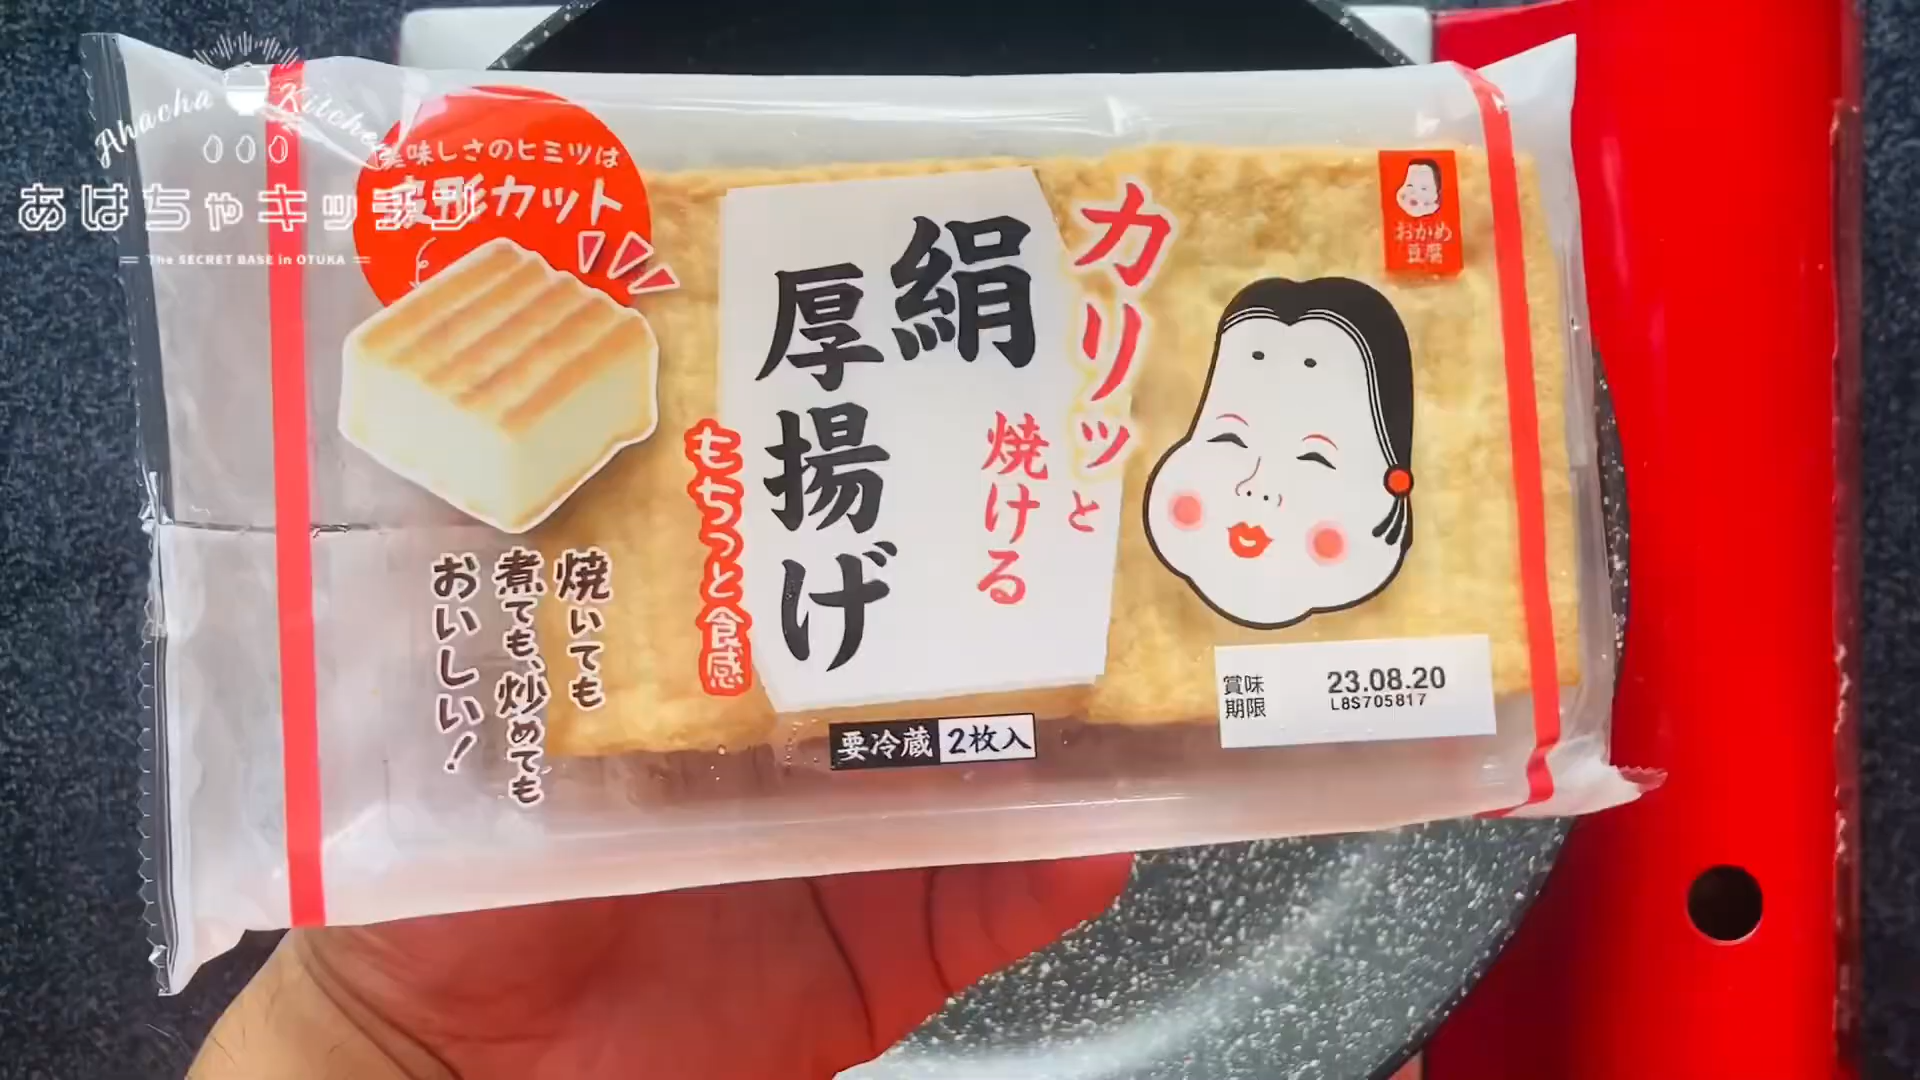 Ahacha Kitchen
あはちゃキッチン
The SECRET BASE in OTUKA
美味しさのヒミツは
波形カット
カリッと
焼ける
絹
厚揚げ
もちっと食感
焼いても
煮ても、炒めても
おいしい!
おかめ
豆腐
要冷蔵 2枚入
賞味
期限
23.08.20
L8S705817